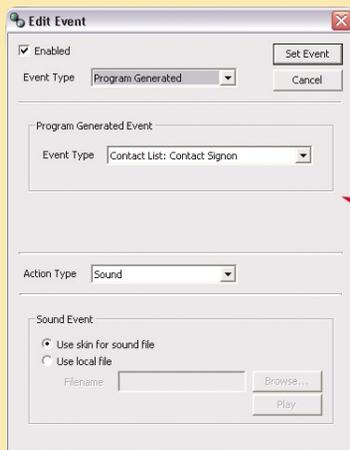 Edit Event
Enabled
Set Event
Event Type Program Generated
Cancel
Program Generated Event
Event Type Contact List: Contact Signon
Action Type Sound
Sound Event
Use skin for sound file
Use local file
Filename Browse...
Play